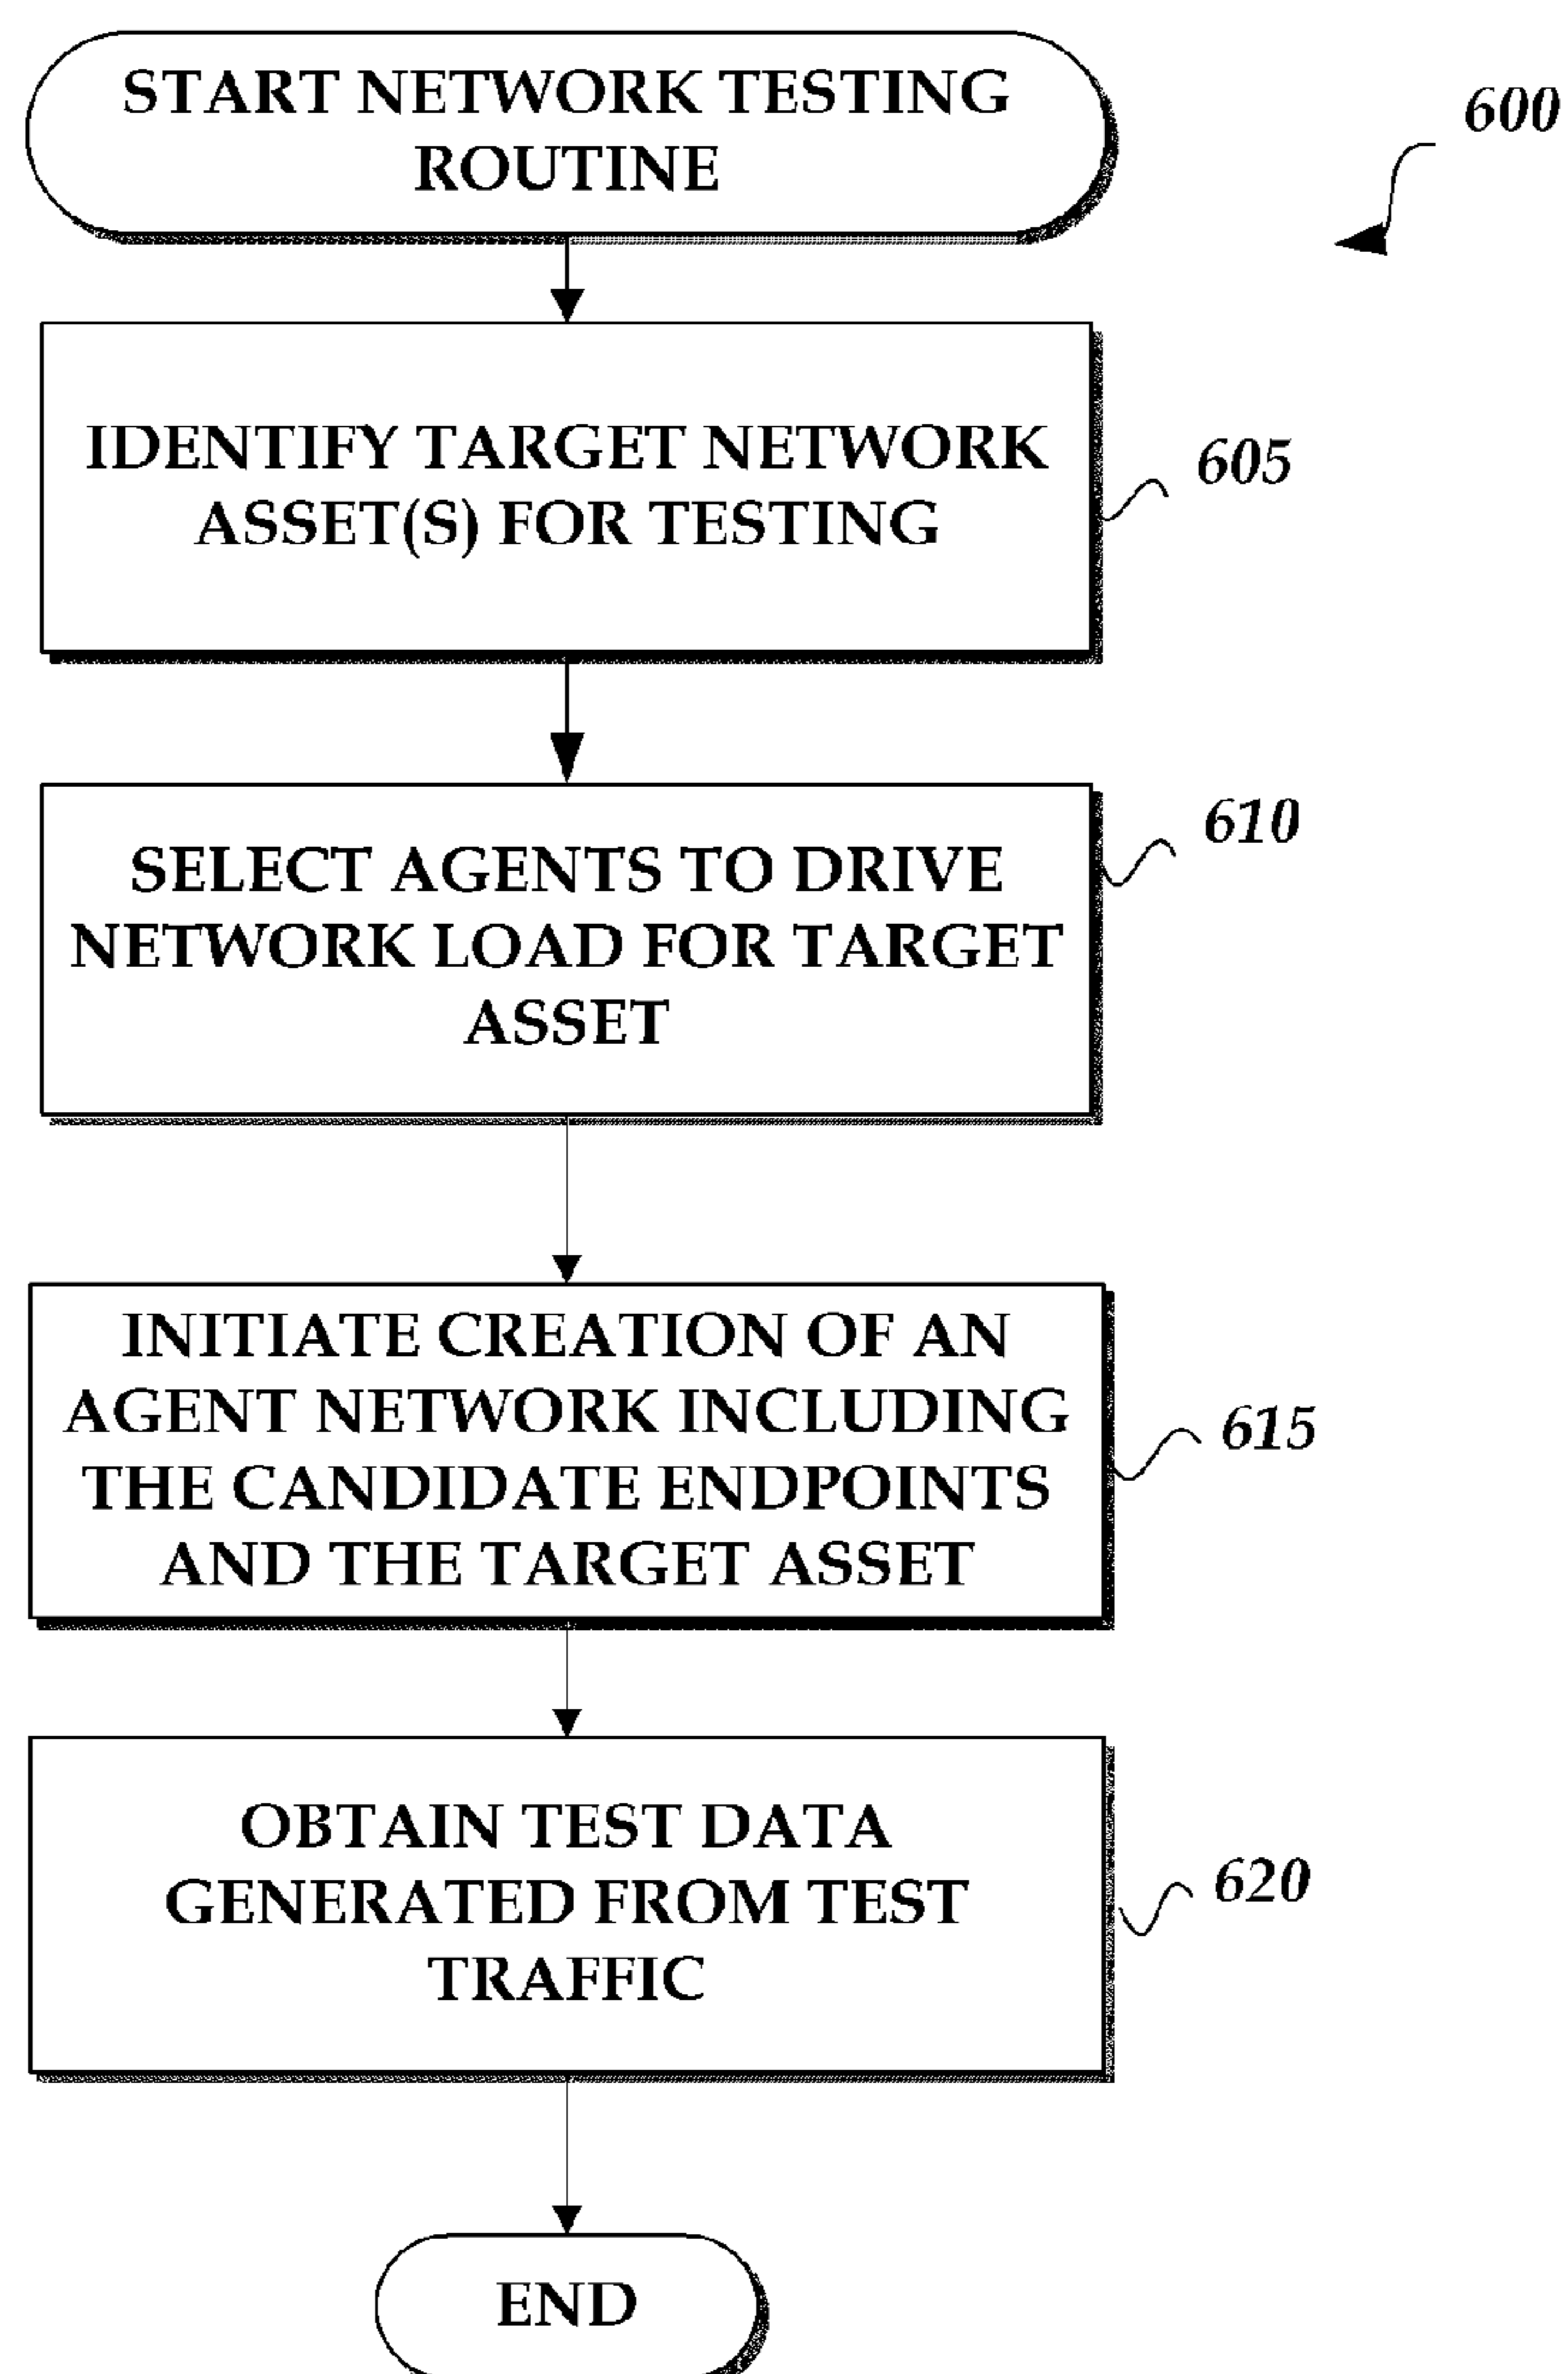 START NETWORK TESTING
ROUTINE
600
IDENTIFY TARGET NETWORK
ASSET(S) FOR TESTING
605
SELECT AGENTS TO DRIVE
NETWORK LOAD FOR TARGET
ASSET
610
INITIATE CREATION OF AN
AGENT NETWORK INCLUDING
THE CANDIDATE ENDPOINTS
AND THE TARGET ASSET
615
OBTAIN TEST DATA
GENERATED FROM TEST
TRAFFIC
620
END